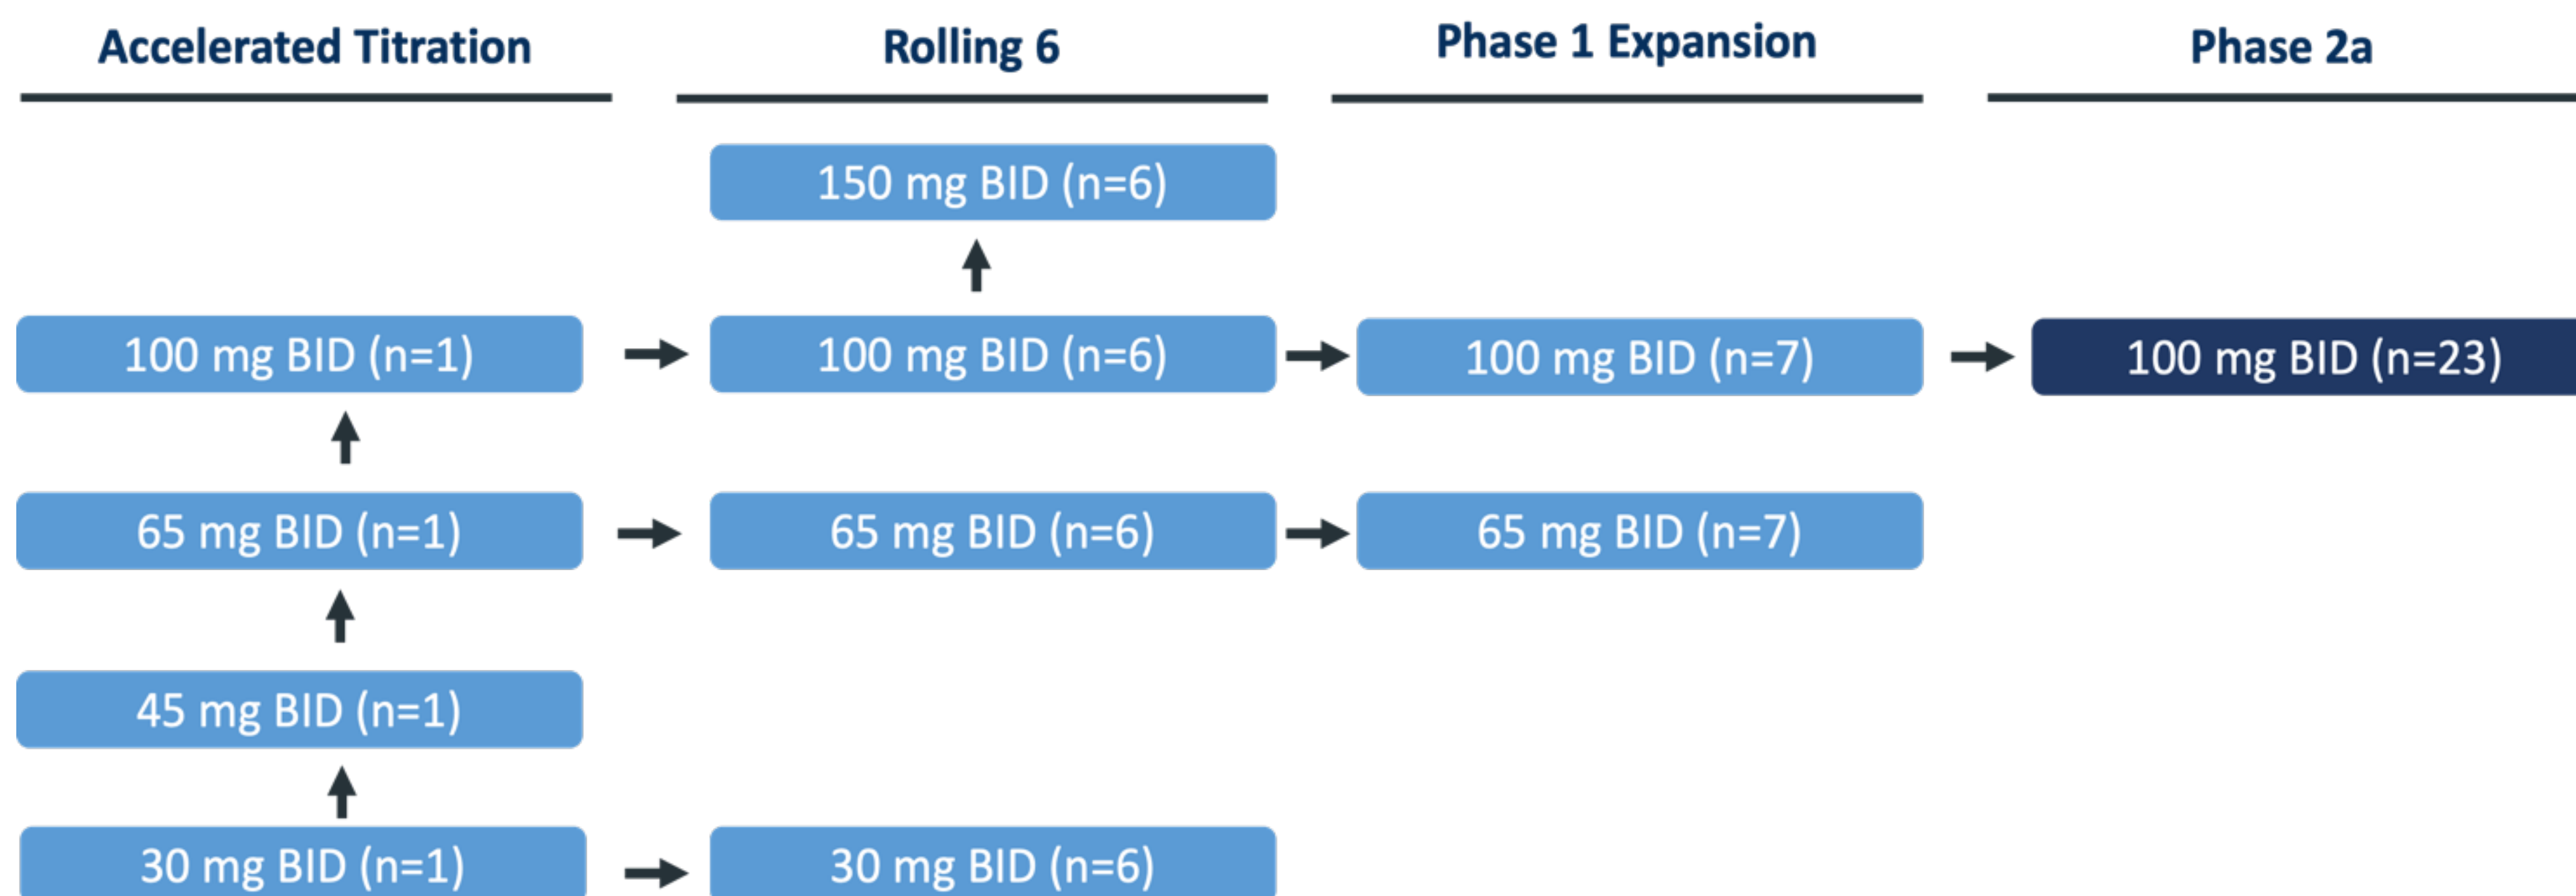 Accelerated Titration
Rolling 6
Phase 1 Expansion
Phase 2a
150 mg BID (n=6)
100 mg BID (n=1)
100 mg BID (n=6)
100 mg BID (n=7)
100 mg BID (n=23)
65 mg BID (n=1)
65 mg BID (n=6)
65 mg BID (n=7)
45 mg BID (n=1)
30 mg BID (n=1)
30 mg BID (n=6)